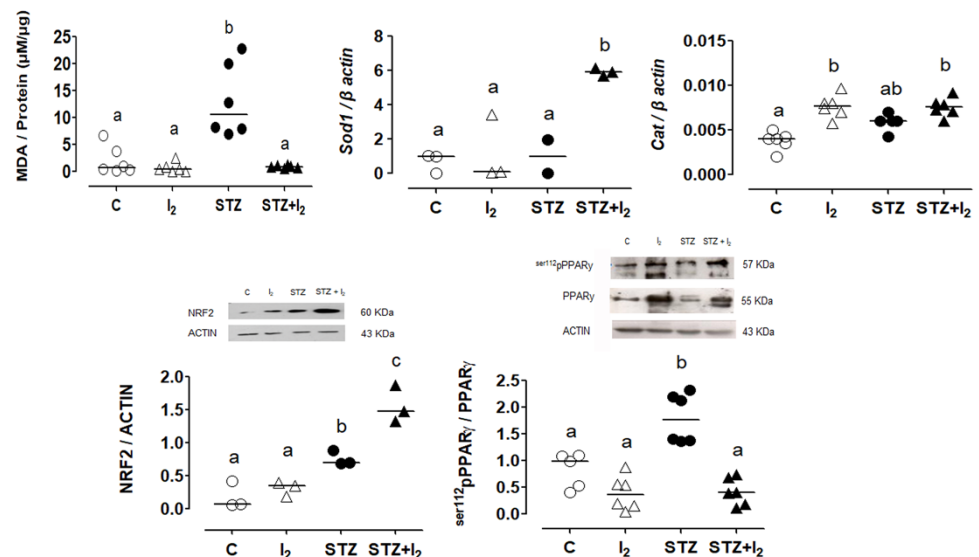 MDA / Protein (µM/µg)
25
20
15
10
5
0
a
a
b
a
C
I₂
STZ
STZ+I₂
Sod1 / β actin
8
6
4
2
0
a
a
a
b
C
I₂
STZ
STZ+I₂
Cat / β actin
0.015
0.010
0.005
0.000
a
b
ab
b
C
I₂
STZ
STZ+I₂
C I₂ STZ STZ + I₂
NRF2 60 KDa
ACTIN 43 KDa
NRF2 / ACTIN
2.0
1.5
1.0
0.5
0.0
a
a
b
c
C
I₂
STZ
STZ+I₂
C I₂ STZ STZ + I₂
ser112pPPARγ 57 KDa
PPARγ 55 KDa
ACTIN 43 KDa
ser112pPPARγ / PPARγ
2.5
2.0
1.5
1.0
0.5
0.0
a
a
b
a
C
I₂
STZ
STZ+I₂